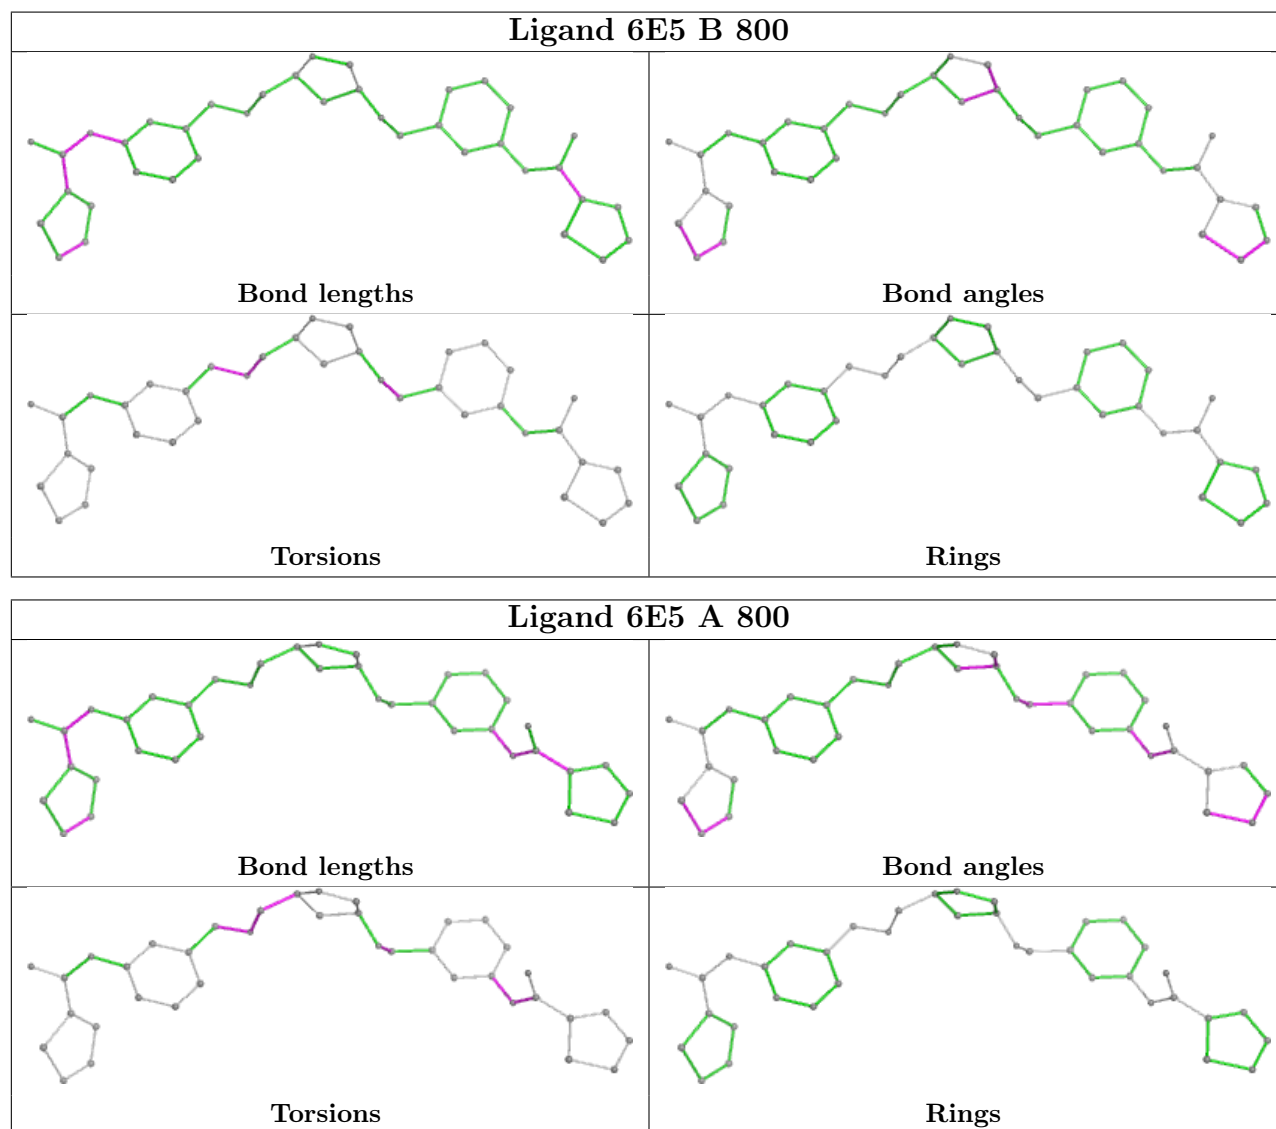 Ligand 6E5 B 800
Bond lengths
Bond angles
Torsions
Rings
Ligand 6E5 A 800
Bond lengths
Bond angles
Torsions
Rings